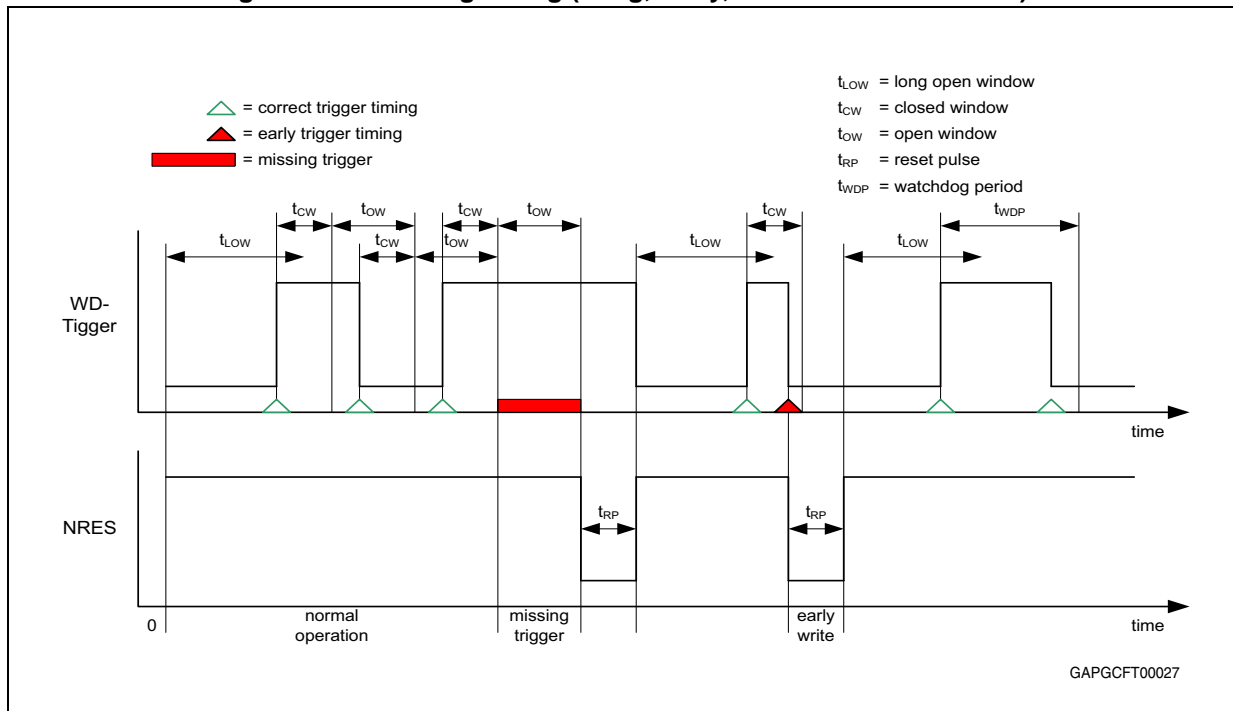 = correct trigger timing
= early trigger timing
= missing trigger
tLOW = long open window
tCW = closed window
tOW = open window
tRP = reset pulse
tWDP = watchdog period
tCW tOW tCW tOW tCW tWDP
tLOW tCW tOW tLOW tLOW
WD-
Tigger
time
NRES
tRP tRP
0
normal
operation
missing
trigger
early
write
time
GAPGCFT00027